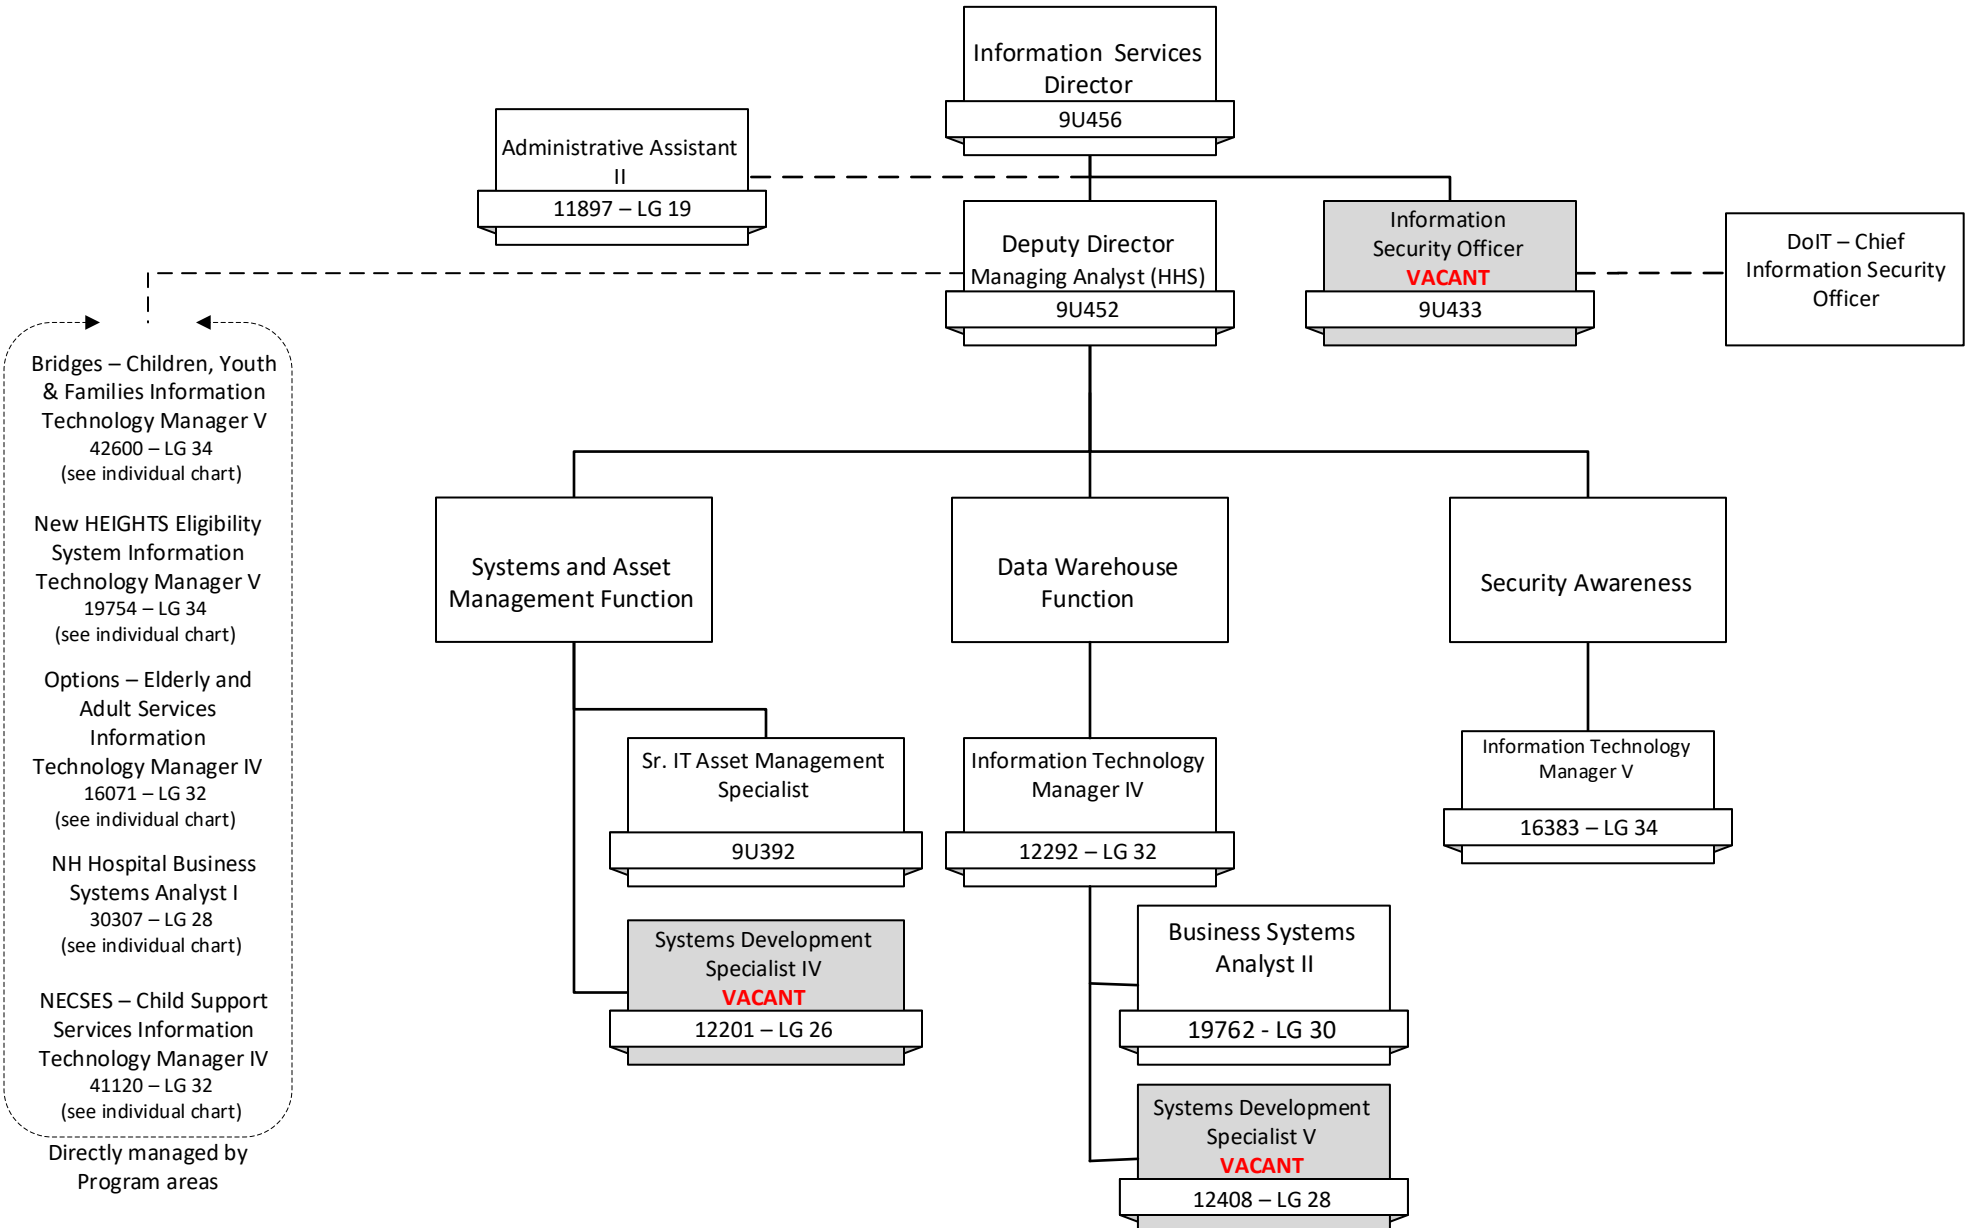 Information Services
Director
9U456
Administrative Assistant
II
11897 – LG 19
Deputy Director
Managing Analyst (HHS)
9U452
Information
Security Officer
VACANT
9U433
DoIT – Chief
Information Security
Officer
Bridges – Children, Youth
& Families Information
Technology Manager V
42600 – LG 34
(see individual chart)
New HEIGHTS Eligibility
System Information
Technology Manager V
19754 – LG 34
(see individual chart)
Options – Elderly and
Adult Services
Information
Technology Manager IV
16071 – LG 32
(see individual chart)
NH Hospital Business
Systems Analyst I
30307 – LG 28
(see individual chart)
NECSES – Child Support
Services Information
Technology Manager IV
41120 – LG 32
(see individual chart)
Directly managed by
Program areas
Systems and Asset
Management Function
Data Warehouse
Function
Security Awareness
Sr. IT Asset Management
Specialist
9U392
Information Technology
Manager IV
12292 – LG 32
Information Technology
Manager V
16383 – LG 34
Systems Development
Specialist IV
VACANT
12201 – LG 26
Business Systems
Analyst II
19762 - LG 30
Systems Development
Specialist V
VACANT
12408 – LG 28